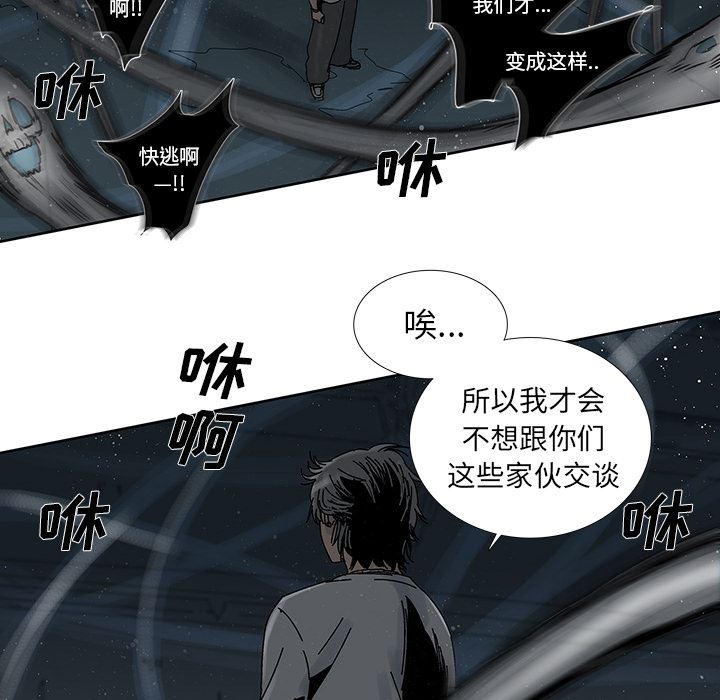 啊!!
我们才...
变成这样..
咻
快逃啊
—!!
咻
唉...
咻
啊
所以我才会
不想跟你们
这些家伙交谈
咻
咻